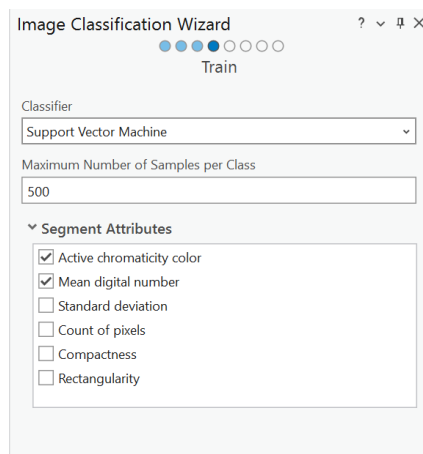 Image Classification Wizard ?
Train
Classifier
Support Vector Machine
Maximum Number of Samples per Class
500
Segment Attributes
Active chromaticity color
Mean digital number
Standard deviation
Count of pixels
Compactness
Rectangularity